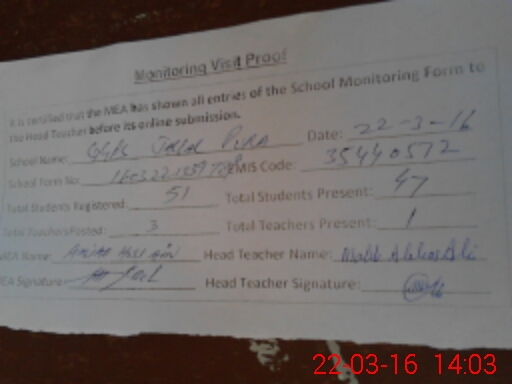 Monitoring Visit Proof
It is certified that the MEA has shown all entries of the School Monitoring Form to
the Head Teacher before its online submission.
School Name: Pura Date: 22-3-16
School Form No: EMIS Code: 35440572
Total Students Registered: 51 Total Students Present: 47
Total Teachers Posted: 3 Total Teachers Present: 1
MEA Name: Head Teacher Name: Malik Ali
MEA Signature: Head Teacher Signature:
22-03-16 14:03